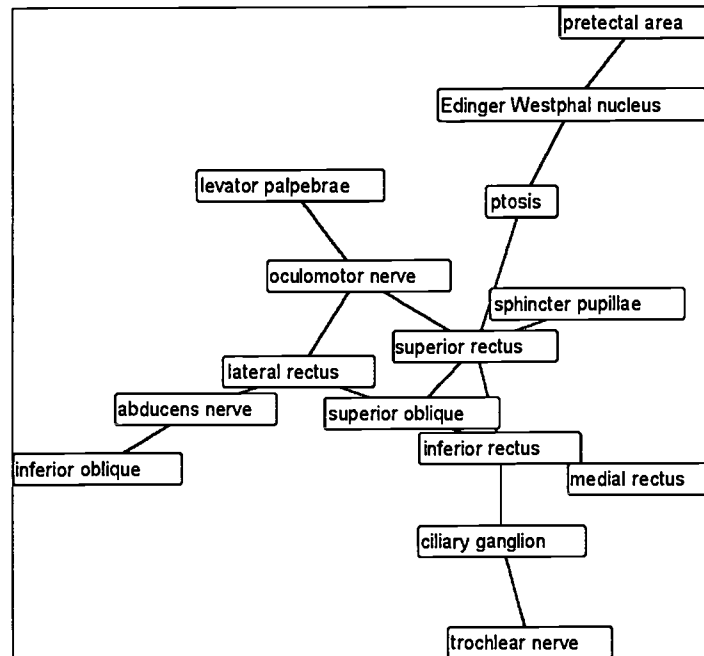 pretectal area
Edinger Westphal nucleus
levator palpebrae
ptosis
oculomotor nerve
sphincter pupillae
superior rectus
lateral rectus
abducens nerve
superior oblique
inferior rectus
inferior oblique
medial rectus
ciliary ganglion
trochlear nerve